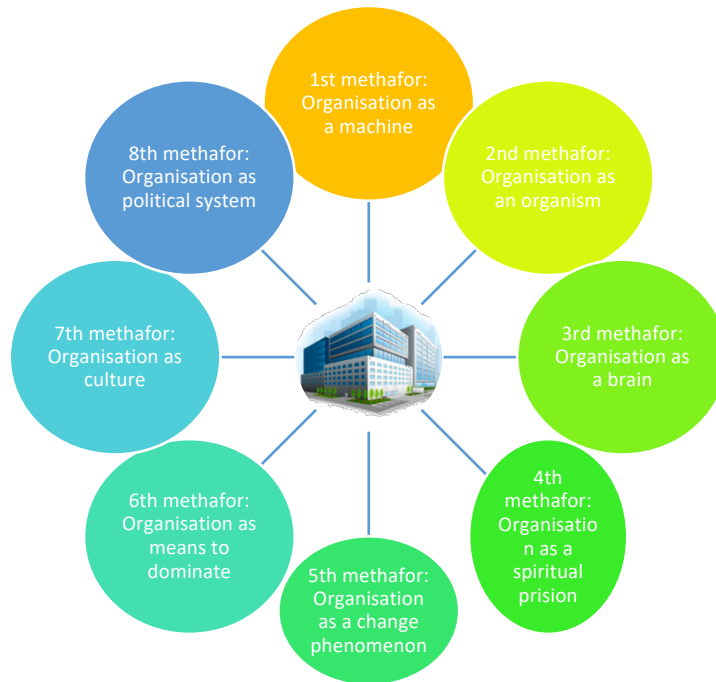 1st methafor:
Organisation as
a machine
2nd methafor:
Organisation as
an organism
3rd methafor:
Organisation as
a brain
4th
methafor:
Organisatio
n as a
spiritual
prision
5th methafor:
Organisation
as a change
phenomenon
6th methafor:
Organisation as
means to
dominate
7th methafor:
Organisation as
culture
8th methafor:
Organisation as
political system